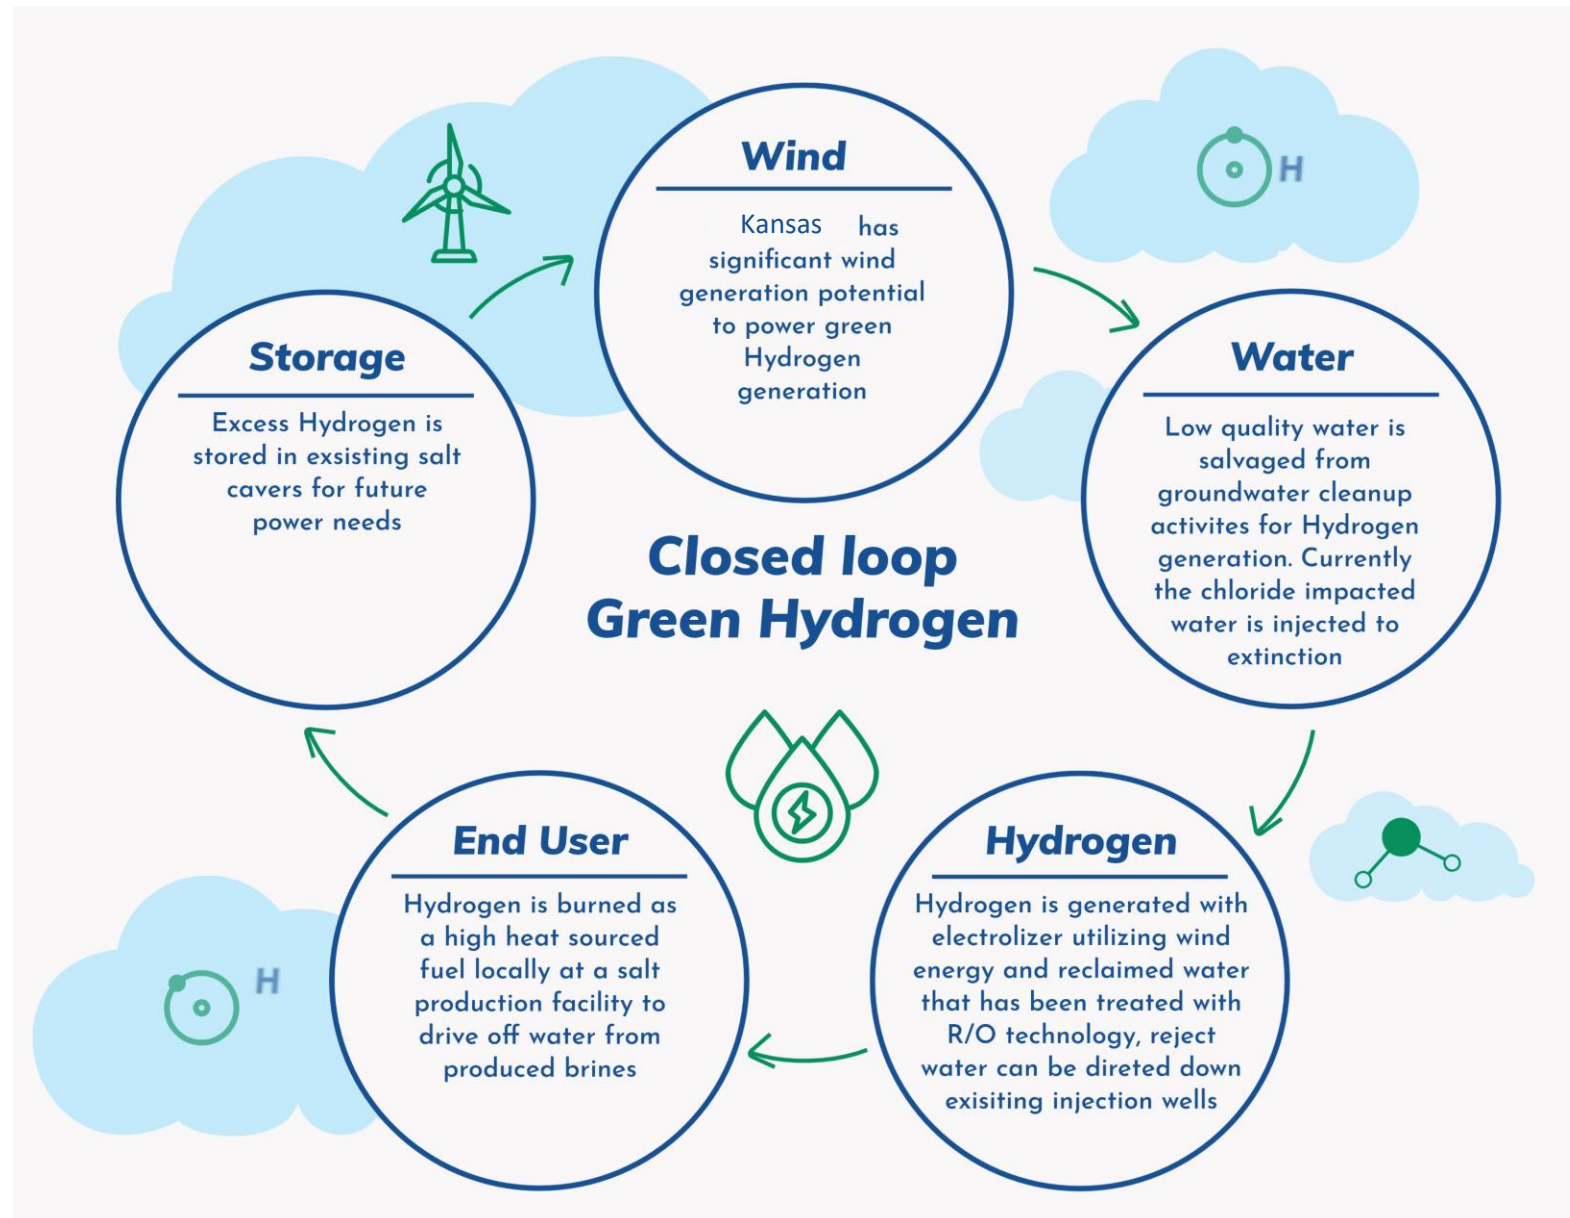 Wind
Kansas has
significant wind
generation potential
to power green
Hydrogen
generation
H
Storage
Excess Hydrogen is
stored in exsisting salt
cavers for future
power needs
Water
Low quality water is
salvaged from
groundwater cleanup
activites for Hydrogen
generation. Currently
the chloride impacted
water is injected to
extinction
Closed loop
Green Hydrogen
End User
Hydrogen is burned as
a high heat sourced
fuel locally at a salt
production facility to
drive off water from
produced brines
Hydrogen
Hydrogen is generated with
electrolizer utilizing wind
energy and reclaimed water
that has been treated with
R/O technology, reject
water can be direted down
exisiting injection wells
H